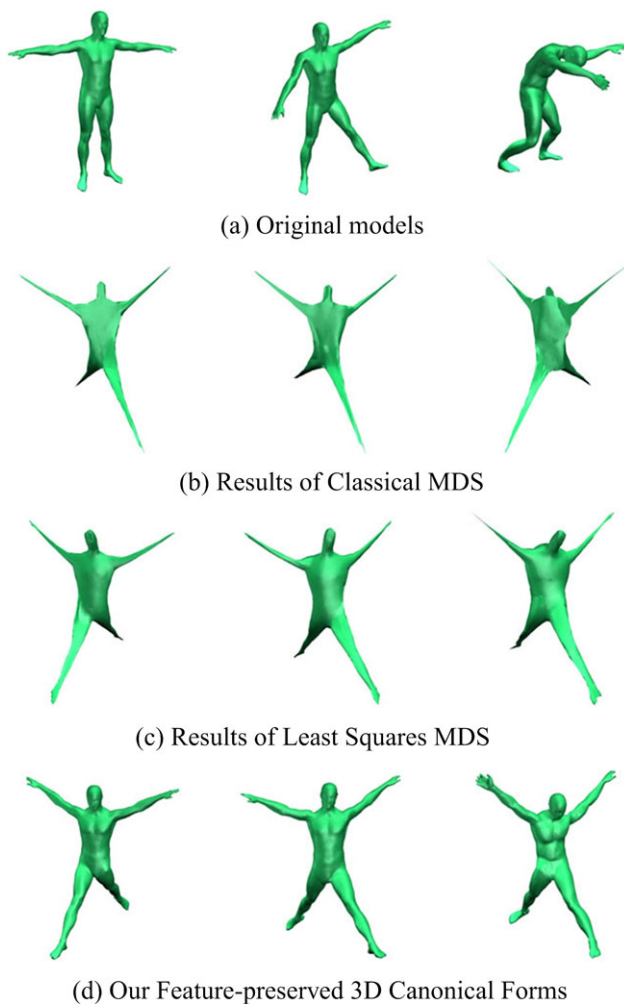 (a) Original models
(b) Results of Classical MDS
(c) Results of Least Squares MDS
(d) Our Feature-preserved 3D Canonical Forms